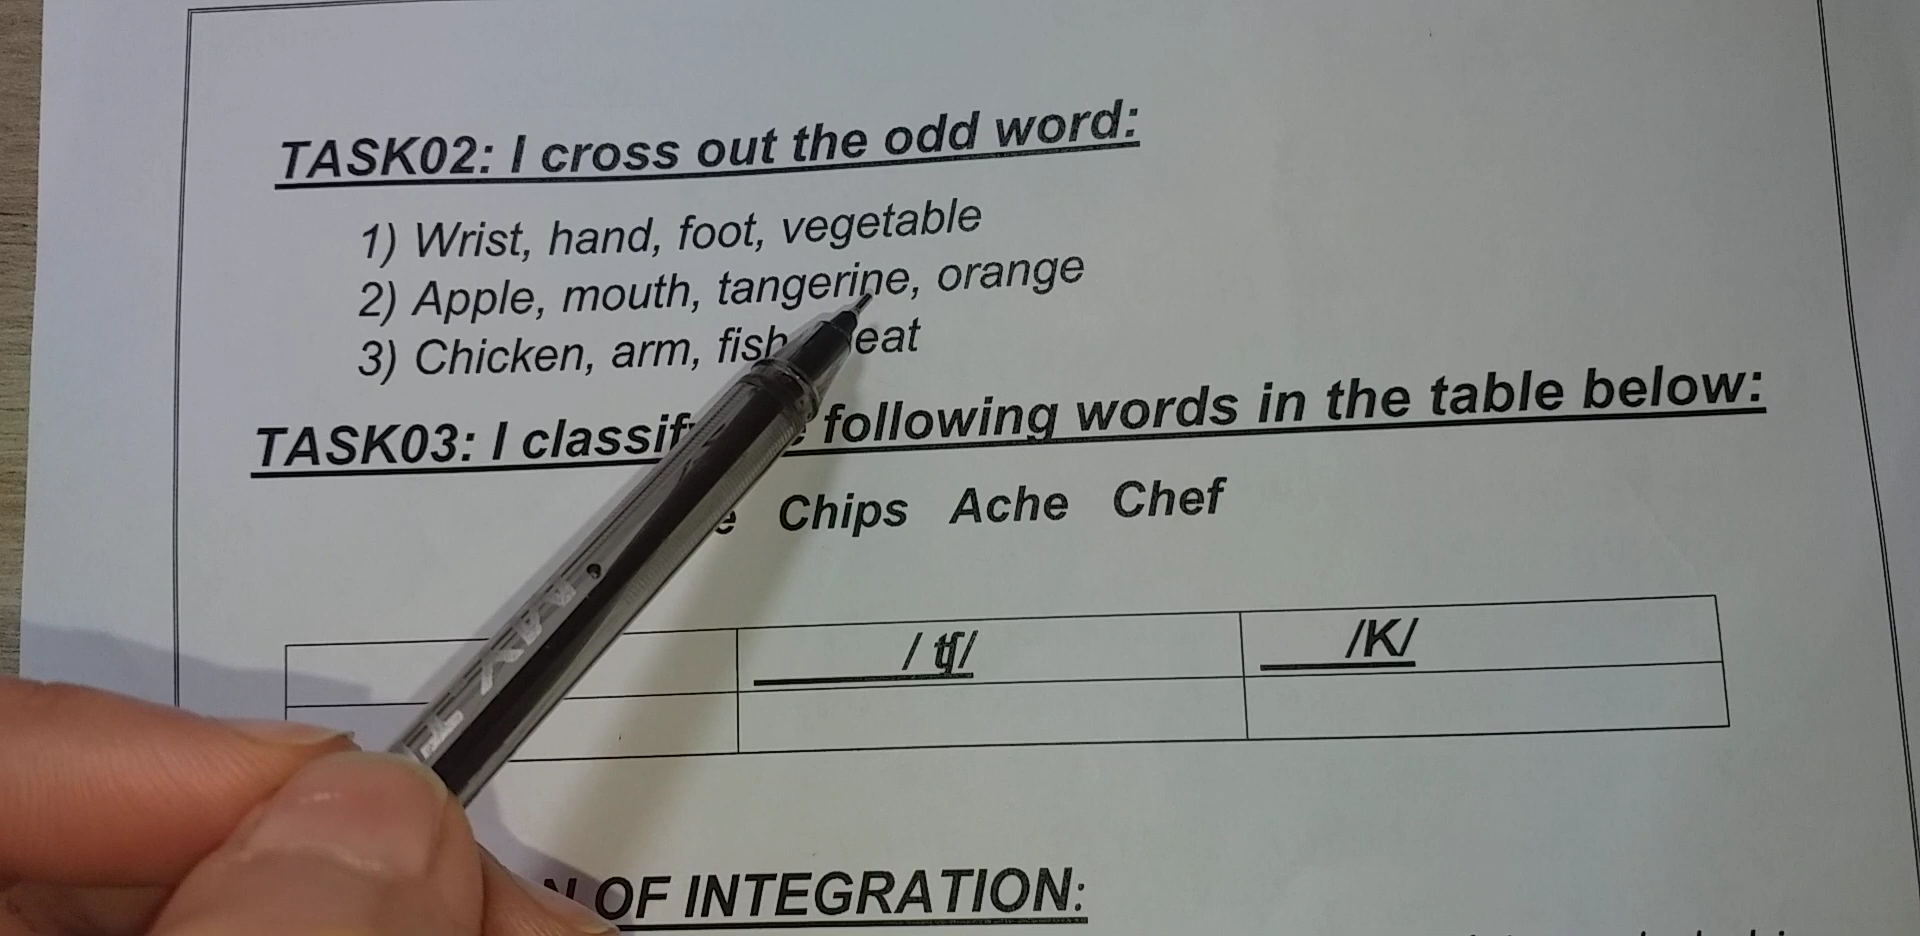 TASK02: I cross out the odd word:
1) Wrist, hand, foot, vegetable
2) Apple, mouth, tangerine, orange
3) Chicken, arm, fish
TASK03: I classify following words in the table below:
Chips Ache Chef
/ tʃ/ /K/
OF INTEGRATION: